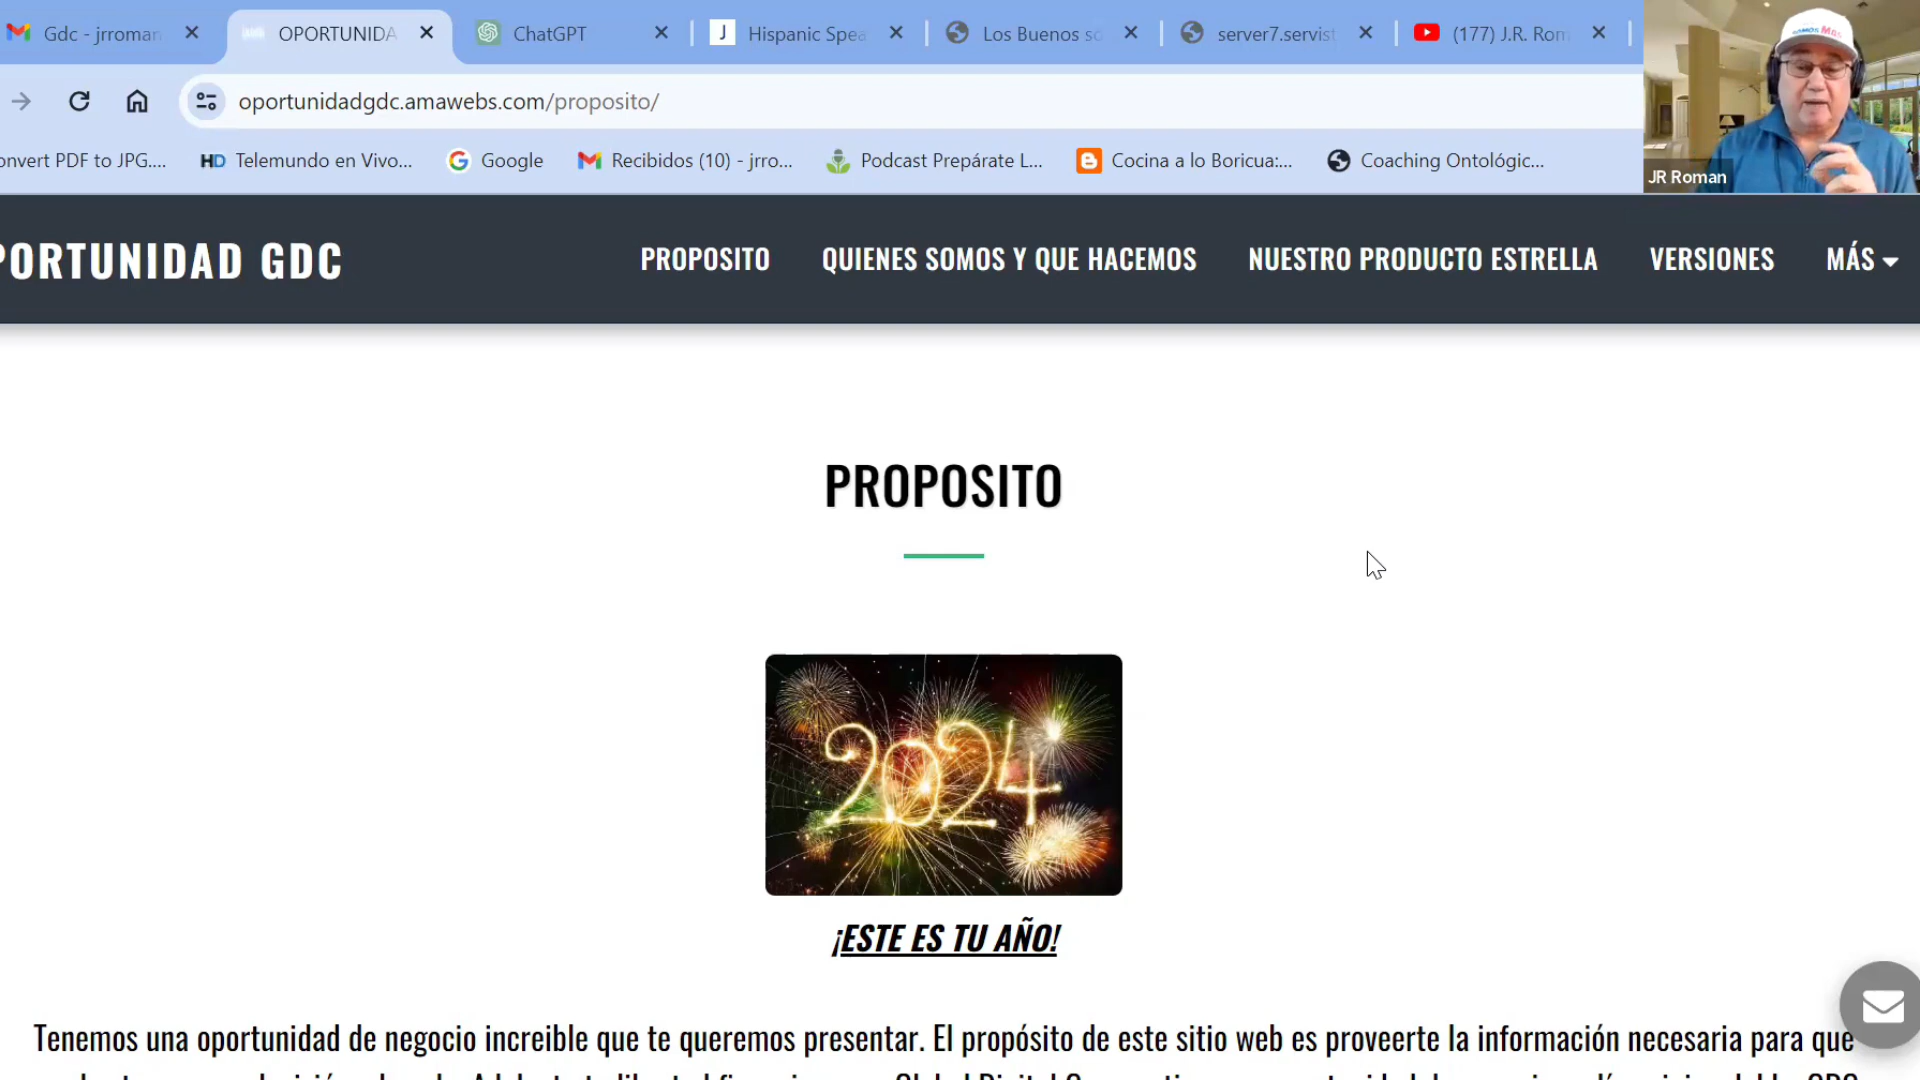 Gdc - jrroman
OPORTUNIDA
ChatGPT
Hispanic Spea
Los Buenos so
server7.servist
(177) J.R. Rom
oportunidadgdc.amawebs.com/proposito/
onvert PDF to JPG....
Telemundo en Vivo...
Google
Recibidos (10) - jrro...
Podcast Prepárate L...
Cocina a lo Boricua:...
Coaching Ontológic...
JR Roman
PORTUNIDAD GDC
PROPOSITO
QUIENES SOMOS Y QUE HACEMOS
NUESTRO PRODUCTO ESTRELLA
VERSIONES
MÁS
PROPOSITO
2024
¡ESTE ES TU AÑO!
Tenemos una oportunidad de negocio increible que te queremos presentar. El propósito de este sitio web es proveerte la información necesaria para que